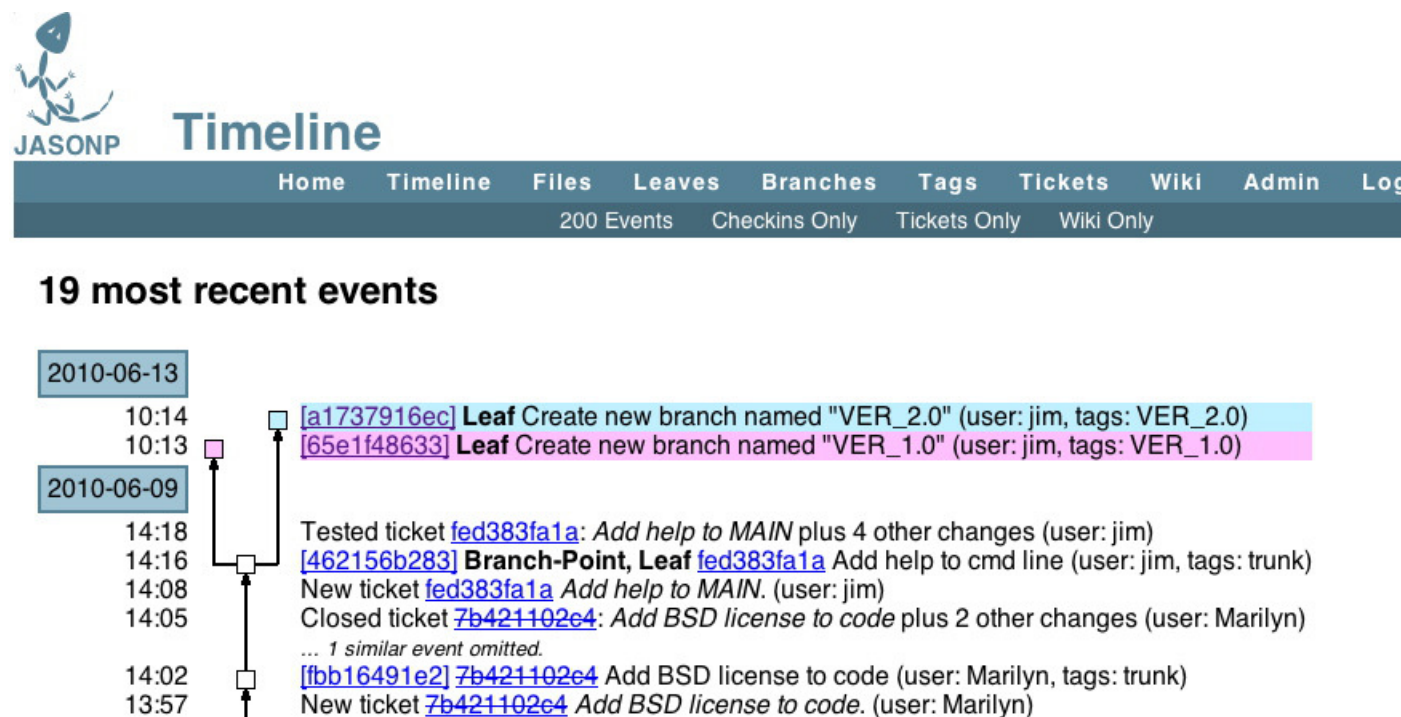 JASONP
Timeline
Home Timeline Files Leaves Branches Tags Tickets Wiki Admin Log
200 Events Checkins Only Tickets Only Wiki Only
19 most recent events
2010-06-13
10:14 [a1737916ec] Leaf Create new branch named "VER_2.0" (user: jim, tags: VER_2.0)
10:13 [65e1f48633] Leaf Create new branch named "VER_1.0" (user: jim, tags: VER_1.0)
2010-06-09
14:18 Tested ticket fed383fa1a: Add help to MAIN plus 4 other changes (user: jim)
14:16 [462156b283] Branch-Point, Leaf fed383fa1a Add help to cmd line (user: jim, tags: trunk)
14:08 New ticket fed383fa1a Add help to MAIN. (user: jim)
14:05 Closed ticket 7b421102c4: Add BSD license to code plus 2 other changes (user: Marilyn)
... 1 similar event omitted.
14:02 [fbb16491e2] 7b421102c4 Add BSD license to code (user: Marilyn, tags: trunk)
13:57 New ticket 7b421102c4 Add BSD license to code. (user: Marilyn)